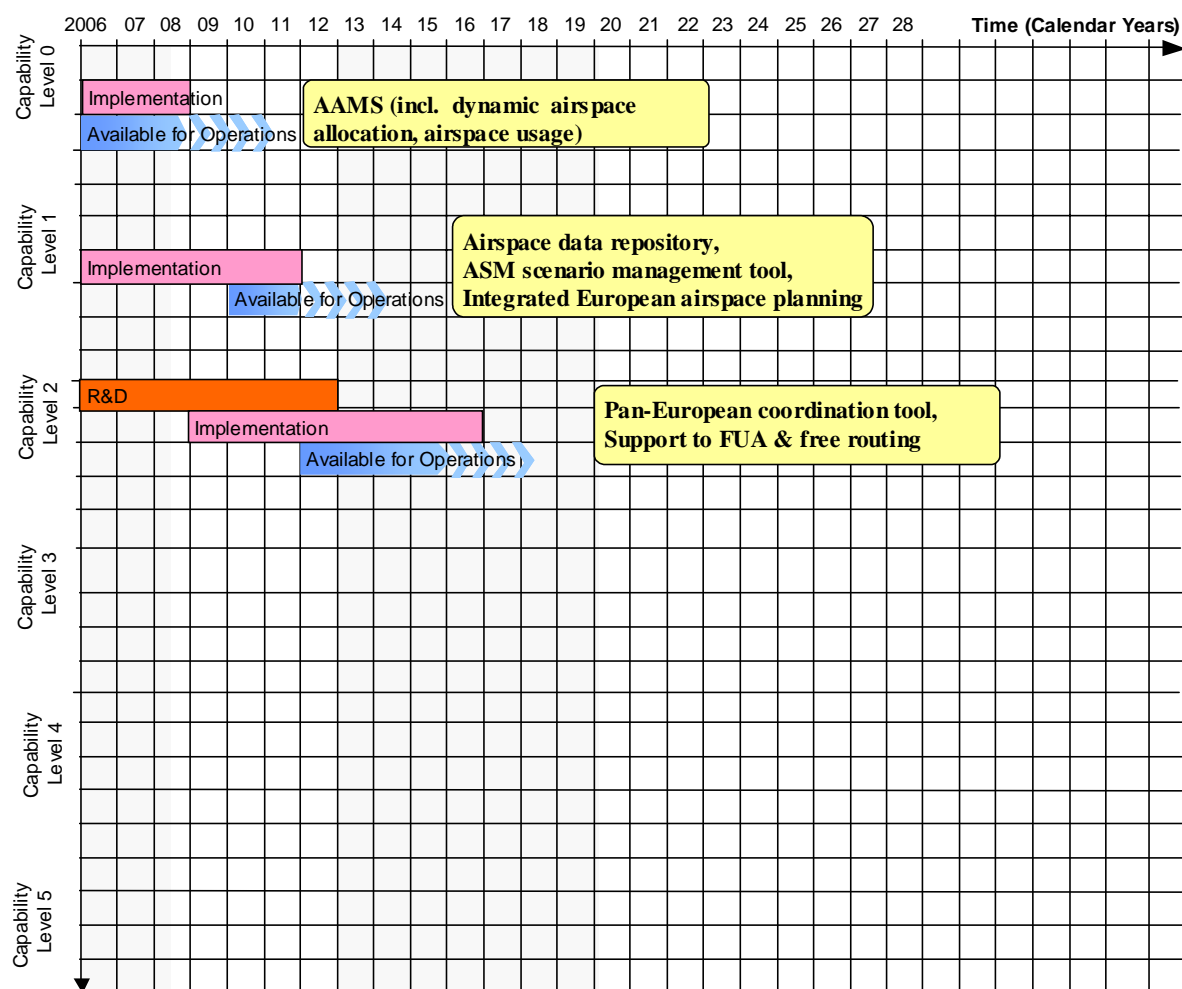 2006 07 08 09 10 11 12 13 14 15 16 17 18 19 20 21 22 23 24 25 26 27 28 Time (Calendar Years)
Capability
Level 0
Implementation
Available for Operations
AAMS (incl. dynamic airspace
allocation, airspace usage)
Capability
Level 1
Implementation
Available for Operations
Airspace data repository,
ASM scenario management tool,
Integrated European airspace planning
Capability
Level 2
R&D
Implementation
Available for Operations
Pan-European coordination tool,
Support to FUA & free routing
Capability
Level 3
Capability
Level 4
Capability
Level 5